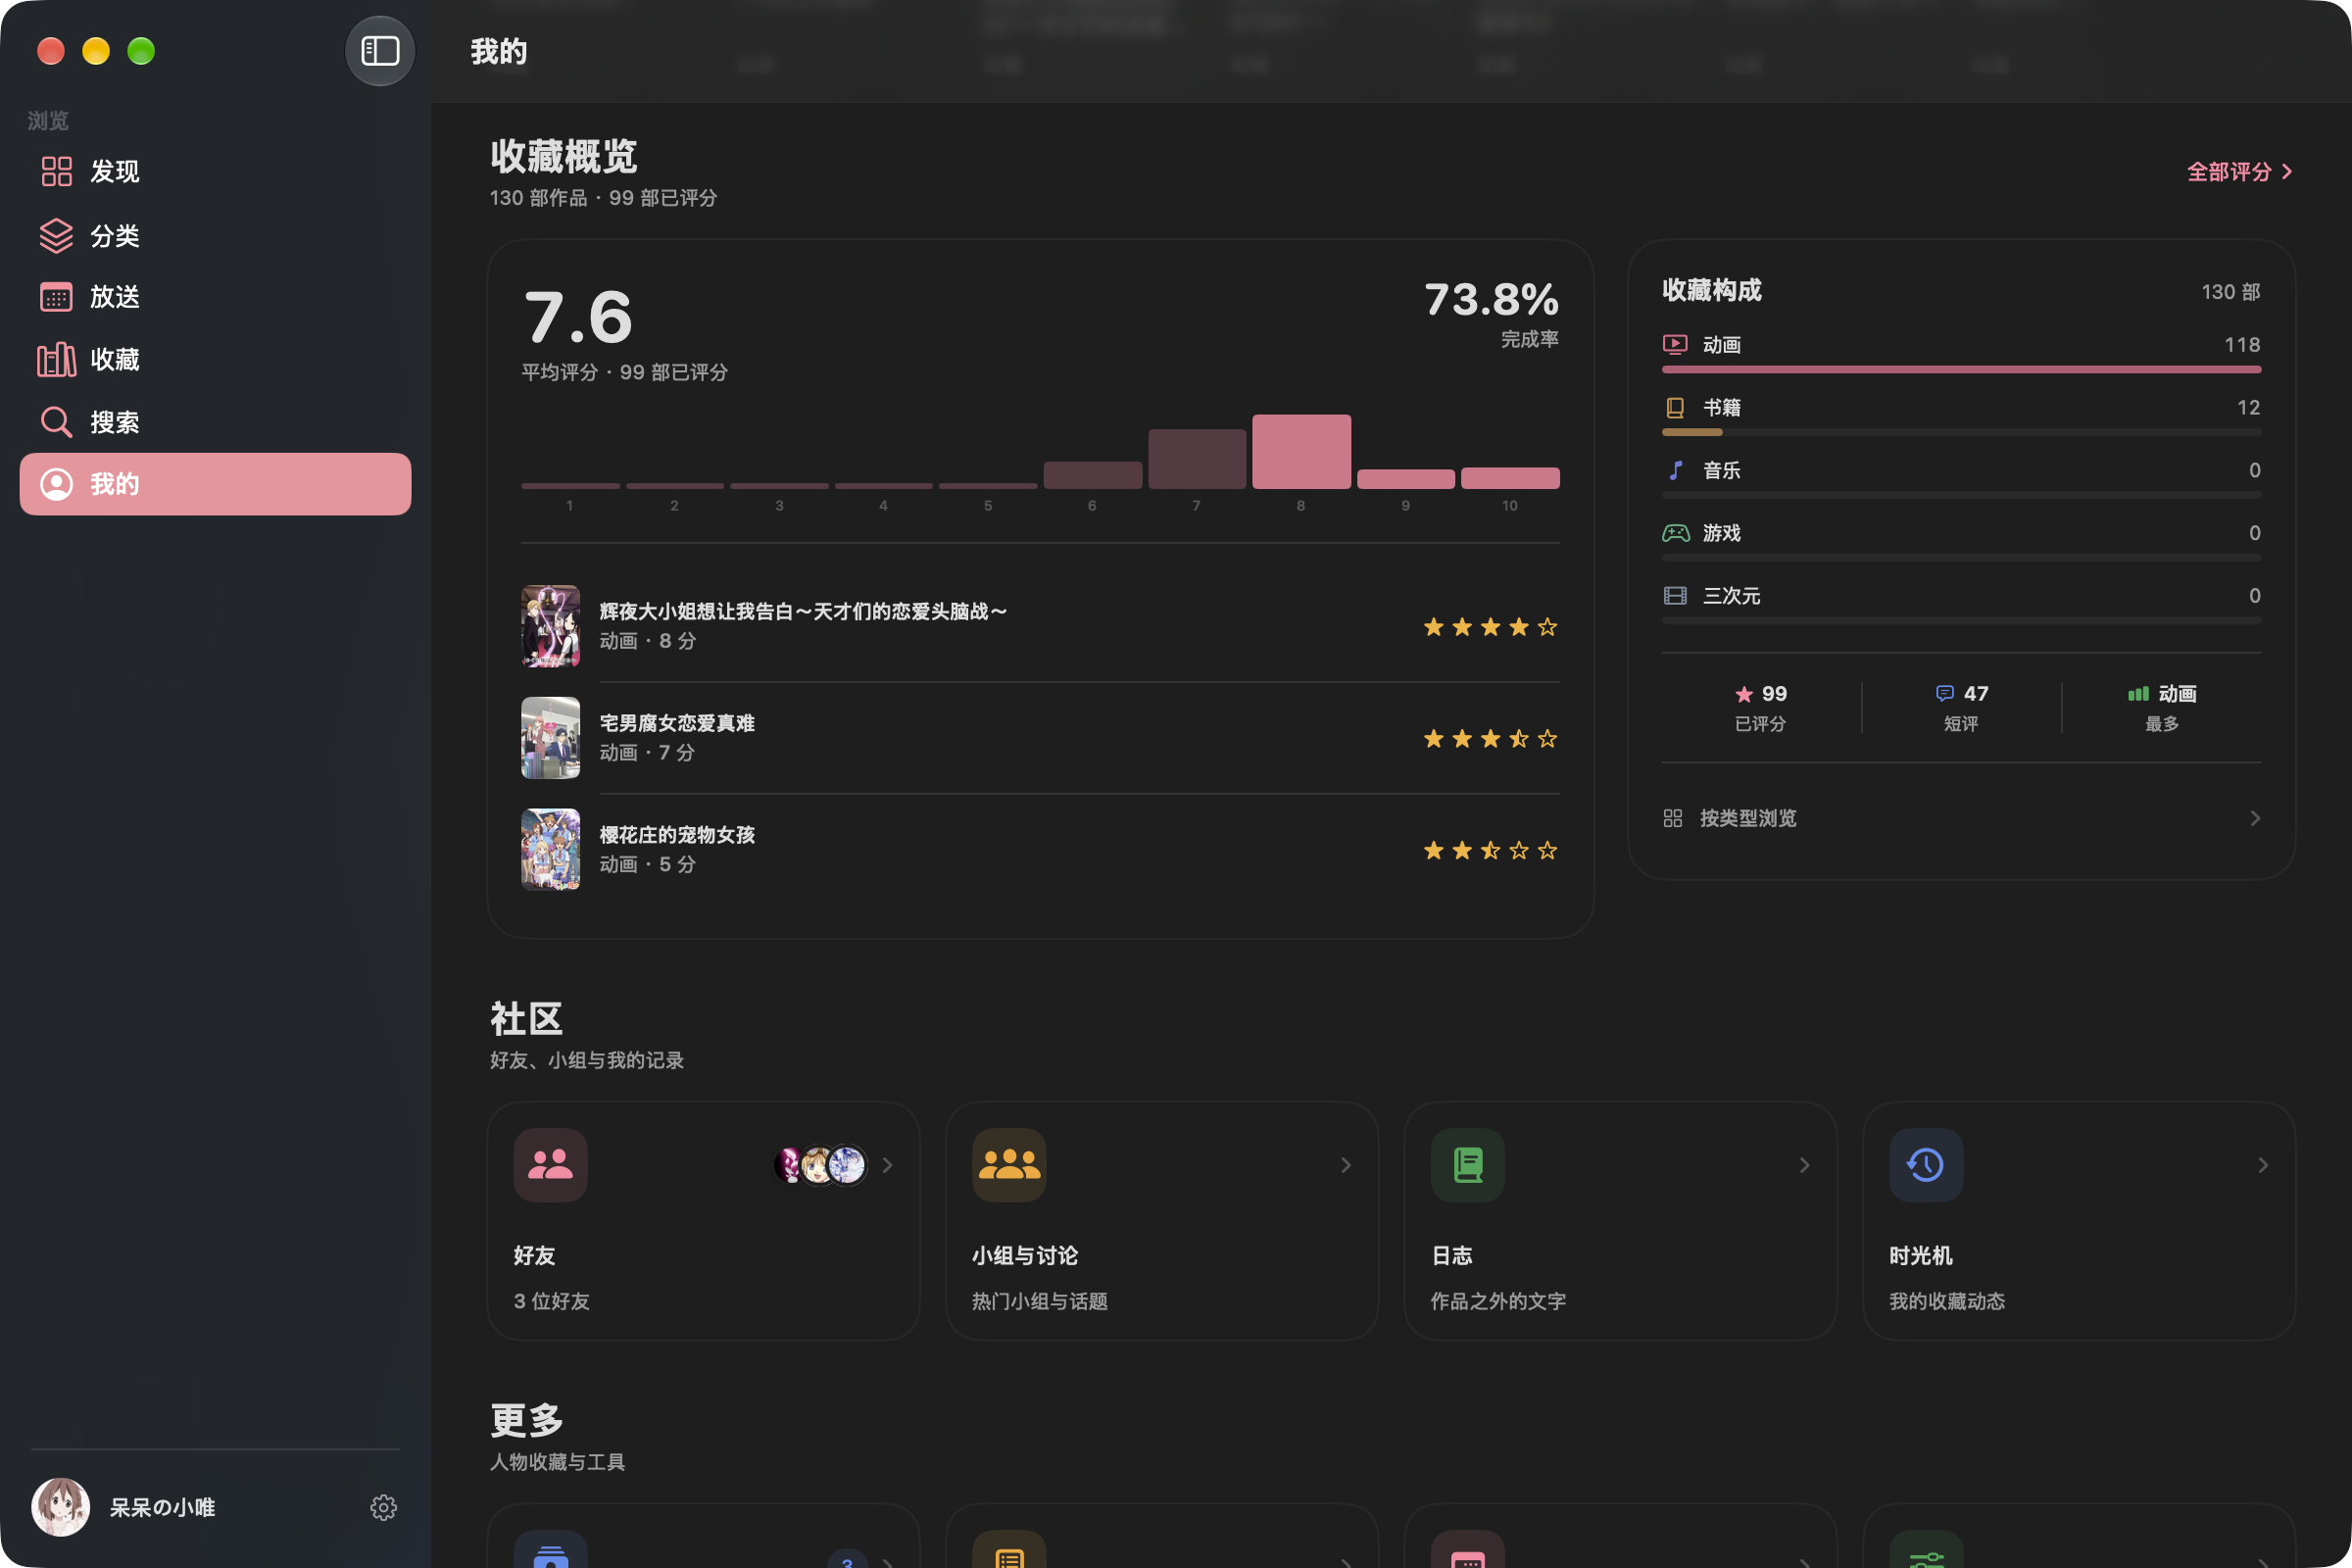 我的
浏览
发现
分类
放送
收藏
搜索
我的
呆呆の小唯
收藏概览
130 部作品 · 99 部已评分
全部评分
7.6
平均评分 · 99 部已评分
73.8%
完成率
1 2 3 4 5 6 7 8 9 10
辉夜大小姐想让我告白～天才们的恋爱头脑战～
动画 · 8 分
宅男腐女恋爱真难
动画 · 7 分
樱花庄的宠物女孩
动画 · 5 分
收藏构成
130 部
动画 118
书籍 12
音乐 0
游戏 0
三次元 0
99
已评分
47
短评
动画
最多
按类型浏览
社区
好友、小组与我的记录
好友
3 位好友
小组与讨论
热门小组与话题
日志
作品之外的文字
时光机
我的收藏动态
更多
人物收藏与工具
3